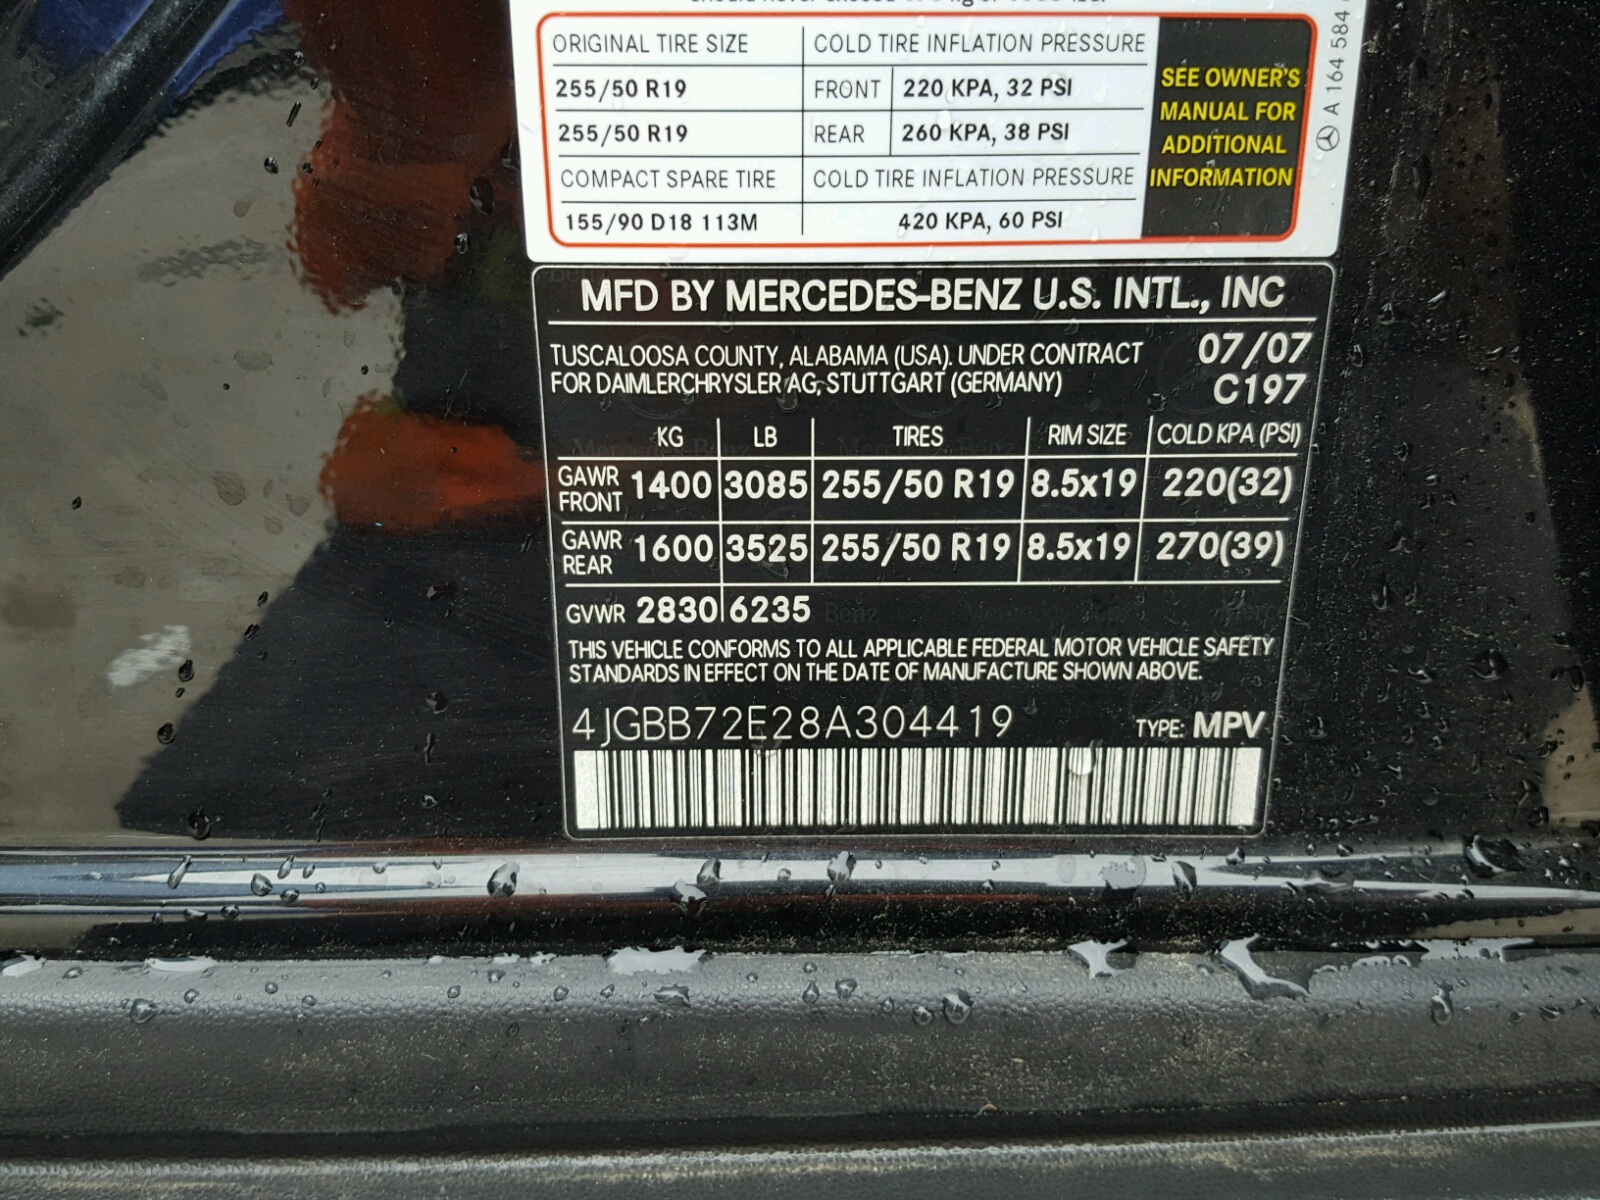 ORIGINAL TIRE SIZE COLD TIRE INFLATION PRESSURE
255/50 R19 FRONT 220 KPA, 32 PSI
255/50 R19 REAR 260 KPA, 38 PSI
COMPACT SPARE TIRE COLD TIRE INFLATION PRESSURE
155/90 D18 113M 420 KPA, 60 PSI
SEE OWNER'S
MANUAL FOR
ADDITIONAL
INFORMATION
A 164 584
MFD BY MERCEDES-BENZ U.S. INTL., INC
TUSCALOOSA COUNTY, ALABAMA (USA). UNDER CONTRACT 07/07
FOR DAIMLERCHRYSLER AG, STUTTGART (GERMANY) C197
KG LB TIRES RIM SIZE COLD KPA (PSI)
GAWR FRONT 1400 3085 255/50 R19 8.5x19 220(32)
GAWR REAR 1600 3525 255/50 R19 8.5x19 270(39)
GVWR 2830 6235
THIS VEHICLE CONFORMS TO ALL APPLICABLE FEDERAL MOTOR VEHICLE SAFETY
STANDARDS IN EFFECT ON THE DATE OF MANUFACTURE SHOWN ABOVE.
4JGBB72E28A304419 TYPE: MPV